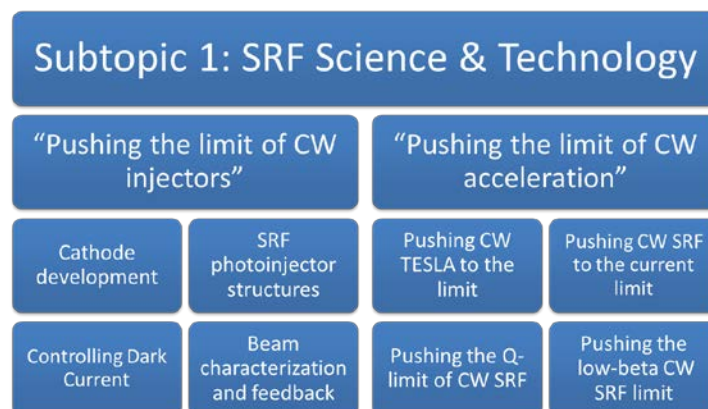 Subtopic 1: SRF Science & Technology
“Pushing the limit of CW
injectors”
“Pushing the limit of CW
acceleration”
Cathode
development
SRF
photoinjector
structures
Pushing CW
TESLA to the
limit
Pushing CW SRF
to the current
limit
Controlling Dark
Current
Beam
characterization
and feedback
Pushing the Q-
limit of CW SRF
Pushing the
low-beta CW
SRF limit